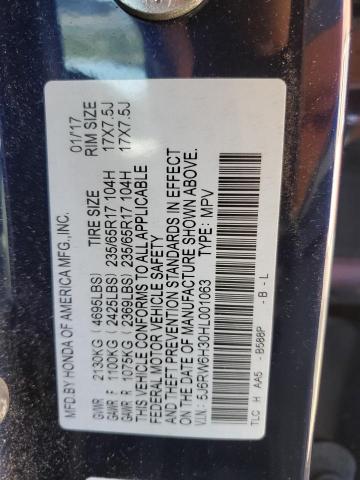 MFD.BY HONDA OF AMERICA MFG.,INC. 01/17
TIRE SIZE RIM SIZE
GVWR 2130KG (4695LBS)
GAWR F 1100KG (2425LBS) 235/65R17 104H 17X7.5J
GAWR R 1075KG (2369LBS) 235/65R17 104H 17X7.5J
THIS VEHICLE CONFORMS TO ALL APPLICABLE
FEDERAL MOTOR VEHICLE SAFETY
AND THEFT PREVENTION STANDARDS IN EFFECT
ON THE DATE OF MANUFACTURE SHOWN ABOVE.
V.I.N.: 5J6RW6H30HL001063 TYPE: MPV
TLC H AA5 - B588P - B - L